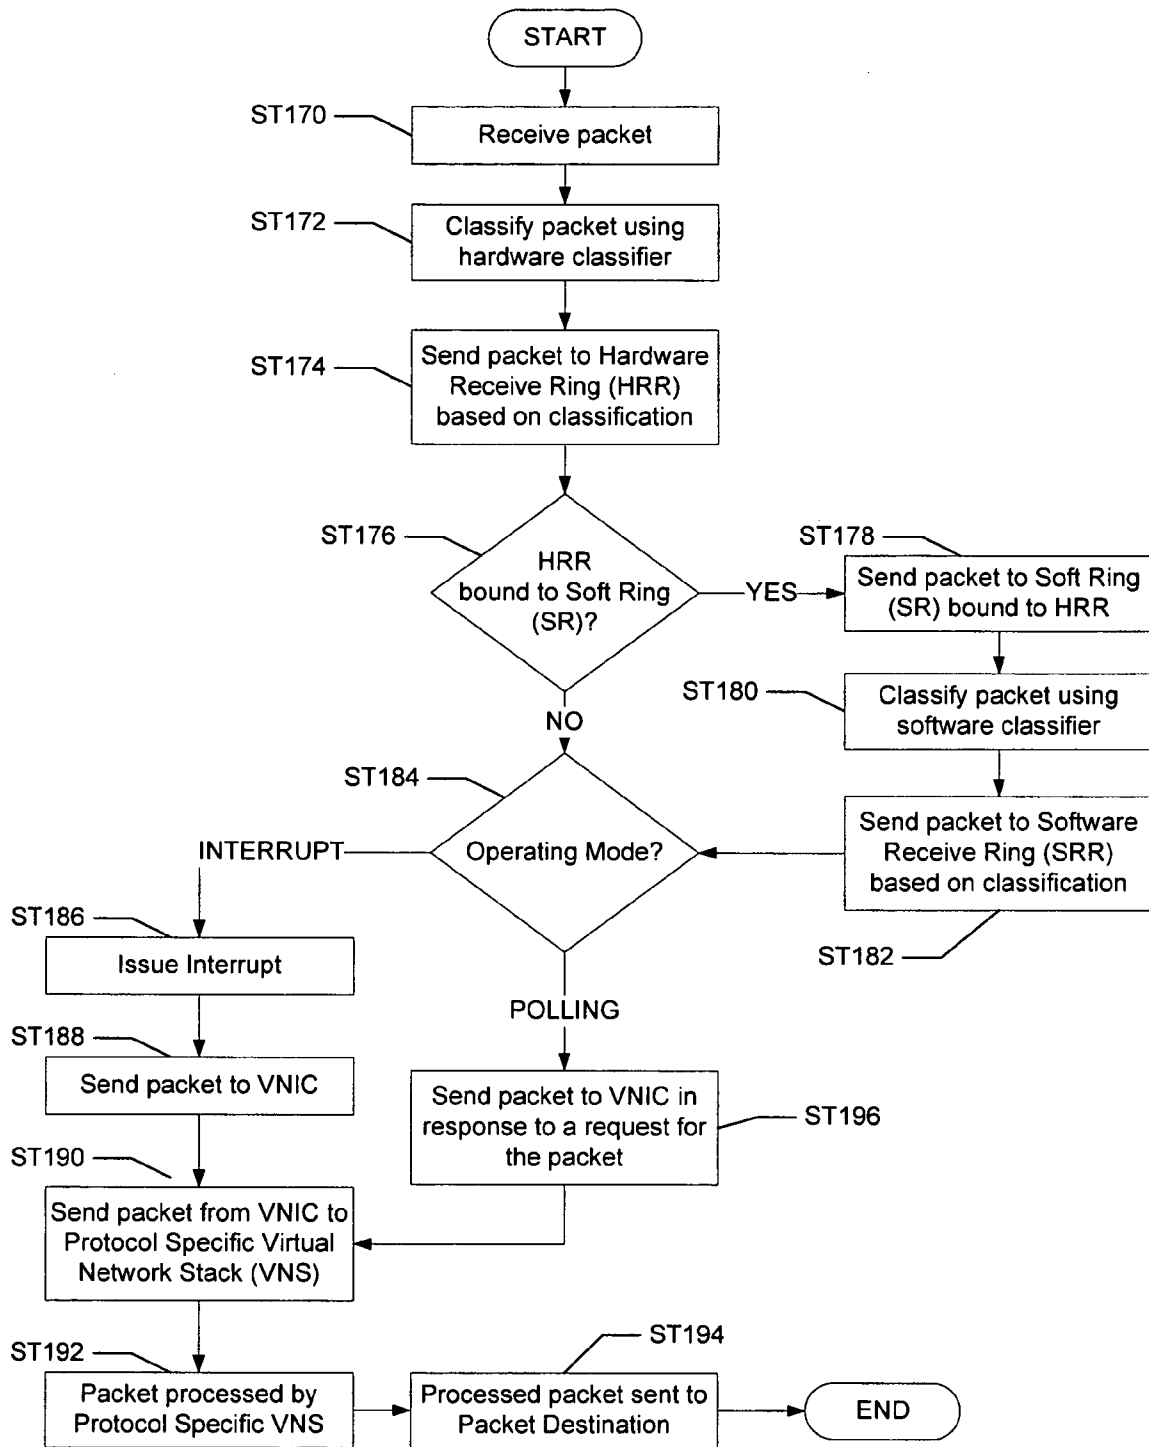 START
ST170
Receive packet
ST172
Classify packet using
hardware classifier
ST174
Send packet to Hardware
Receive Ring (HRR)
based on classification
ST176
HRR
bound to Soft Ring
(SR)?
YES
ST178
Send packet to Soft Ring
(SR) bound to HRR
ST180
Classify packet using
software classifier
NO
ST184
Operating Mode?
Send packet to Software
Receive Ring (SRR)
based on classification
ST182
INTERRUPT
ST186
Issue Interrupt
POLLING
ST188
Send packet to VNIC
Send packet to VNIC in
response to a request for
the packet
ST196
ST190
Send packet from VNIC to
Protocol Specific Virtual
Network Stack (VNS)
ST192
Packet processed by
Protocol Specific VNS
ST194
Processed packet sent to
Packet Destination
END